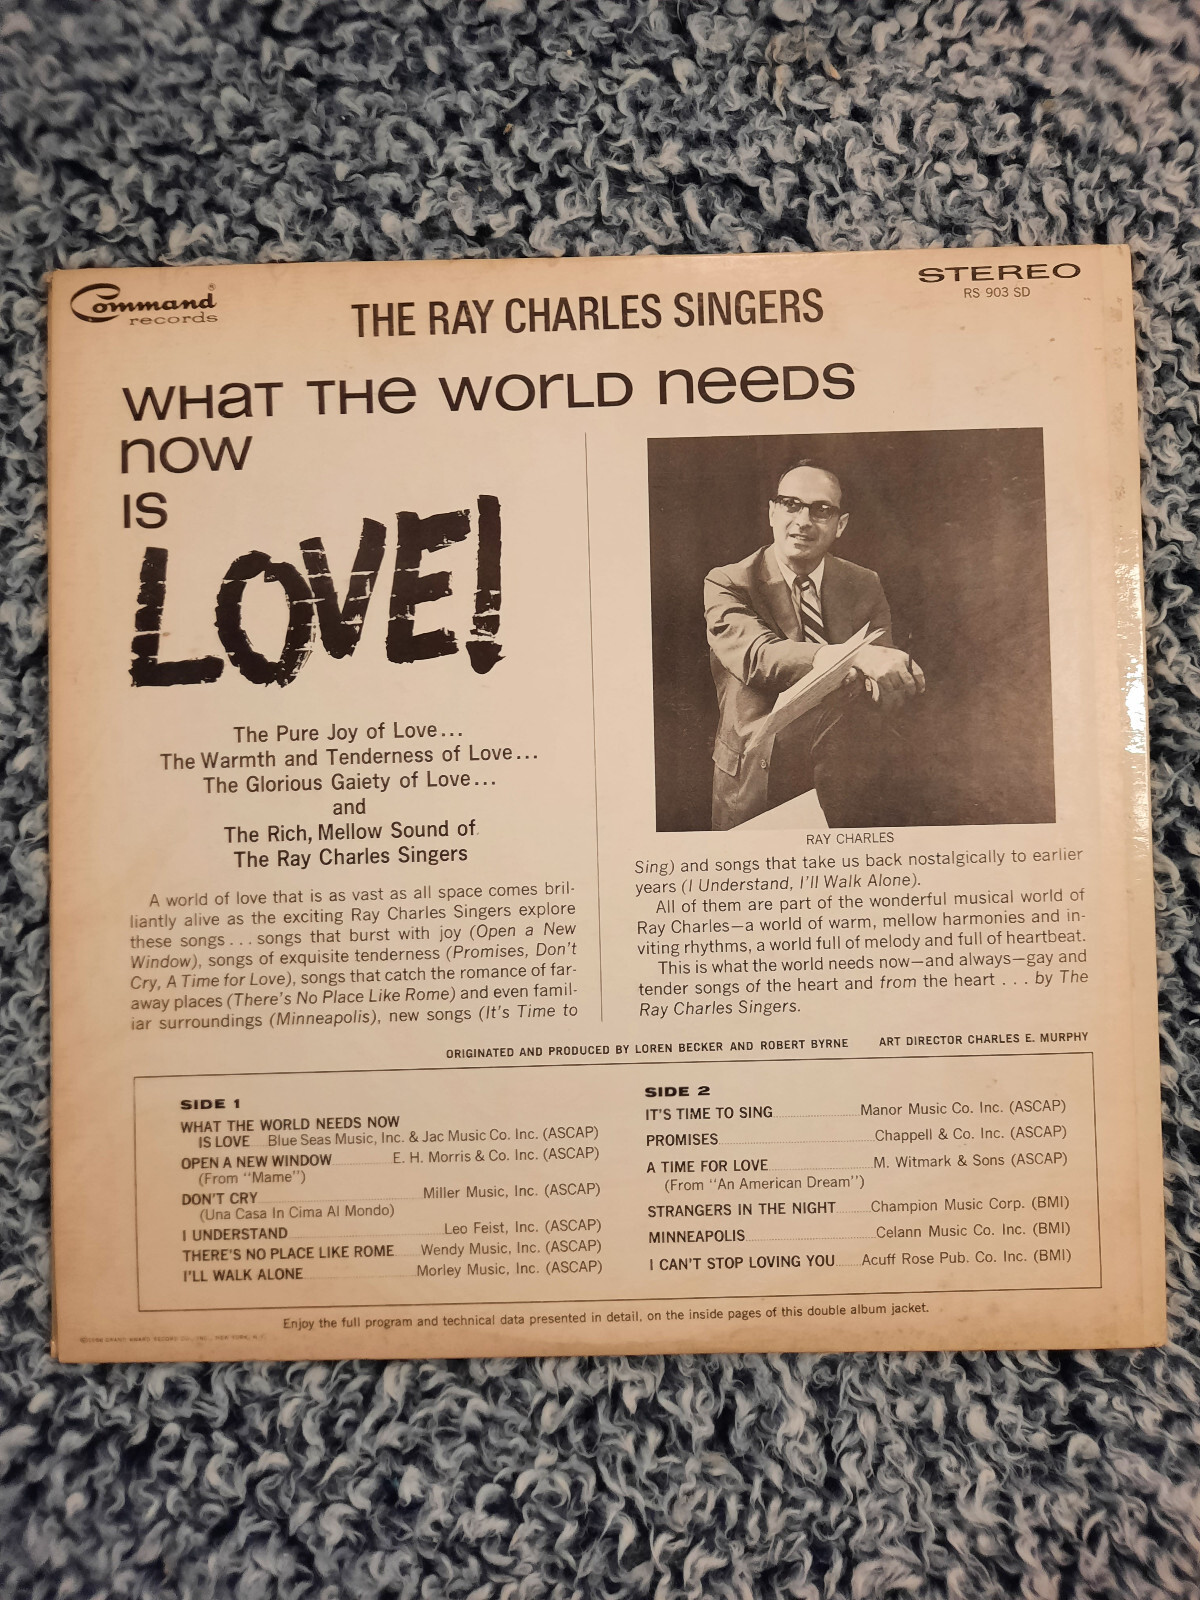 Command
records
®
THE RAY CHARLES SINGERS
STEREO
RS 903 SD
WHAT THE WORLD NEEDS
NOW
IS
LOVE!
The Pure Joy of Love...
The Warmth and Tenderness of Love...
The Glorious Gaiety of Love...
and
The Rich, Mellow Sound of
The Ray Charles Singers
A world of love that is as vast as all space comes bril-
liantly alive as the exciting Ray Charles Singers explore
these songs . . . songs that burst with joy (Open a New
Window), songs of exquisite tenderness (Promises, Don't
Cry, A Time for Love), songs that catch the romance of far-
away places (There's No Place Like Rome) and even famil-
iar surroundings (Minneapolis), new songs (It's Time to
RAY CHARLES
Sing) and songs that take us back nostalgically to earlier
years (I Understand, I'll Walk Alone).
All of them are part of the wonderful musical world of
Ray Charles—a world of warm, mellow harmonies and in-
viting rhythms, a world full of melody and full of heartbeat.
This is what the world needs now—and always—gay and
tender songs of the heart and from the heart . . . by The
Ray Charles Singers.
ORIGINATED AND PRODUCED BY LOREN BECKER AND ROBERT BYRNE ART DIRECTOR CHARLES E. MURPHY
SIDE 1
WHAT THE WORLD NEEDS NOW
IS LOVE Blue Seas Music, Inc. & Jac Music Co. Inc. (ASCAP)
OPEN A NEW WINDOW E. H. Morris & Co. Inc. (ASCAP)
(From "Mame")
DON'T CRY Miller Music, Inc. (ASCAP)
(Una Casa In Cima Al Mondo)
I UNDERSTAND Leo Feist, Inc. (ASCAP)
THERE'S NO PLACE LIKE ROME Wendy Music, Inc. (ASCAP)
I'LL WALK ALONE Morley Music, Inc. (ASCAP)
SIDE 2
IT'S TIME TO SING Manor Music Co. Inc. (ASCAP)
PROMISES Chappell & Co. Inc. (ASCAP)
A TIME FOR LOVE M. Witmark & Sons (ASCAP)
(From "An American Dream")
STRANGERS IN THE NIGHT Champion Music Corp. (BMI)
MINNEAPOLIS Celann Music Co. Inc. (BMI)
I CAN'T STOP LOVING YOU Acuff Rose Pub. Co. Inc. (BMI)
Enjoy the full program and technical data presented in detail, on the inside pages of this double album jacket.